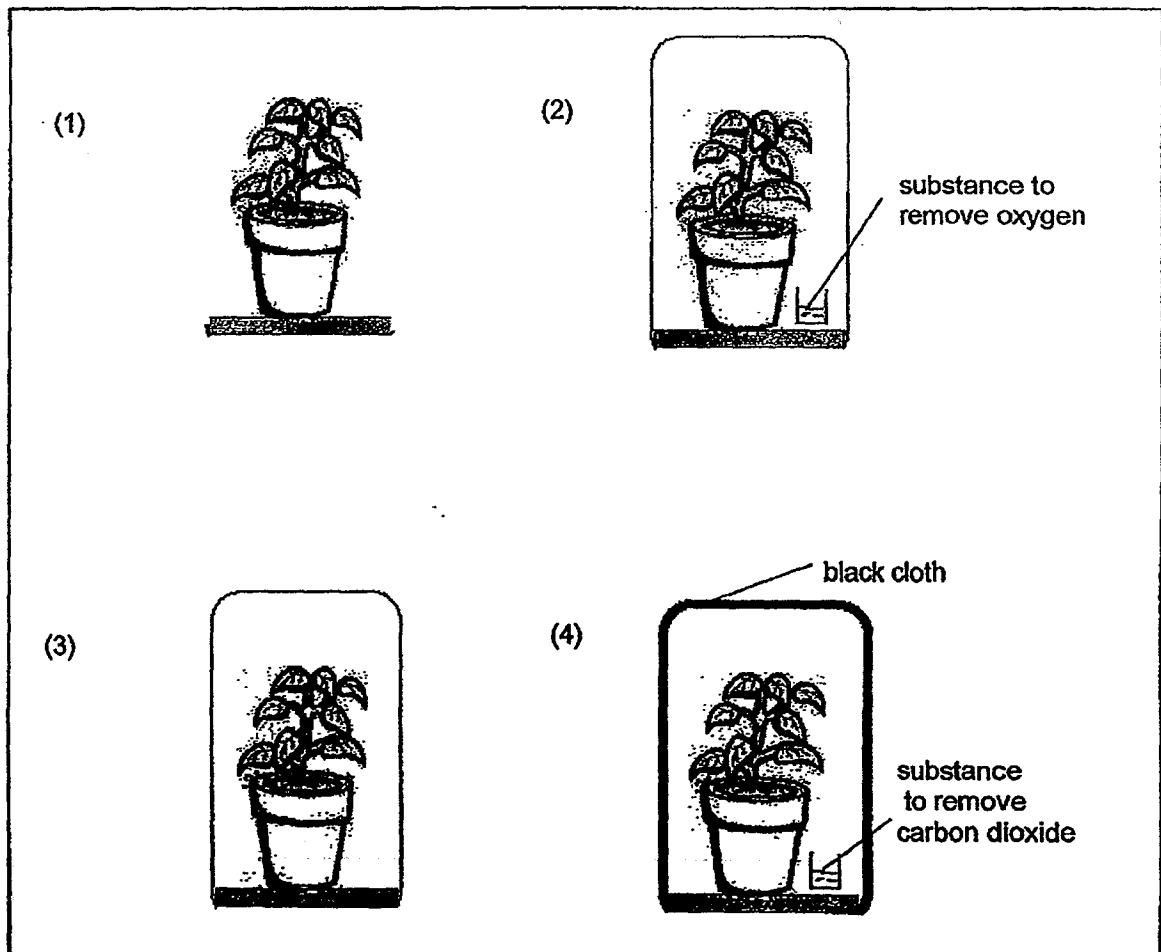 (1)
(2)
substance to
remove oxygen
black cloth
(3)
(4)
substance
to remove
carbon dioxide